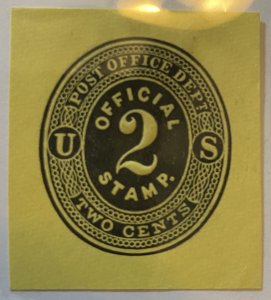 POST OFFICE DEPT
OFFICIAL
U 2 S
STAMP.
TWO CENTS